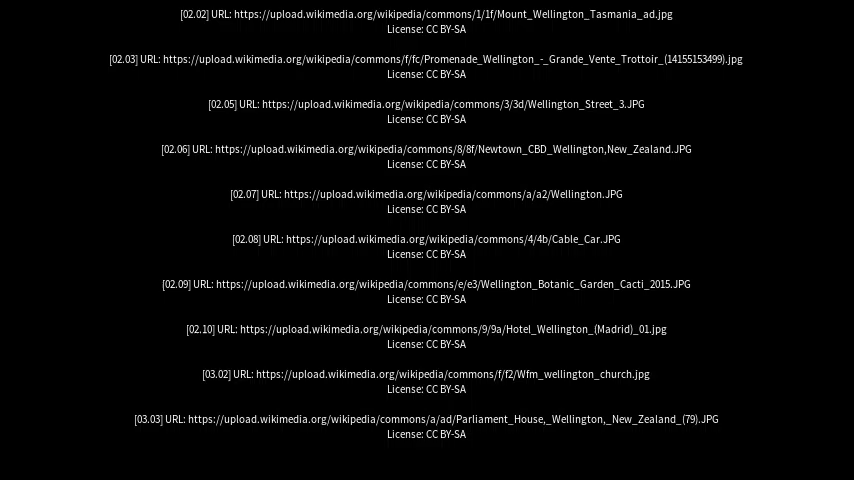 [02.02] URL: https://upload.wikimedia.org/wikipedia/commons/1/1f/Mount_Wellington_Tasmania_ad.jpg
License: CC BY-SA
[02.03] URL: https://upload.wikimedia.org/wikipedia/commons/f/fc/Promenade_Wellington_-_Grande_Vente_Trottoir_(14155153499).jpg
License: CC BY-SA
[02.05] URL: https://upload.wikimedia.org/wikipedia/commons/3/3d/Wellington_Street_3.JPG
License: CC BY-SA
[02.06] URL: https://upload.wikimedia.org/wikipedia/commons/8/8f/Newtown_CBD_Wellington,New_Zealand.JPG
License: CC BY-SA
[02.07] URL: https://upload.wikimedia.org/wikipedia/commons/a/a2/Wellington.JPG
License: CC BY-SA
[02.08] URL: https://upload.wikimedia.org/wikipedia/commons/4/4b/Cable_Car.JPG
License: CC BY-SA
[02.09] URL: https://upload.wikimedia.org/wikipedia/commons/e/e3/Wellington_Botanic_Garden_Cacti_2015.JPG
License: CC BY-SA
[02.10] URL: https://upload.wikimedia.org/wikipedia/commons/9/9a/Hotel_Wellington_(Madrid)_01.jpg
License: CC BY-SA
[03.02] URL: https://upload.wikimedia.org/wikipedia/commons/f/f2/Wfm_wellington_church.jpg
License: CC BY-SA
[03.03] URL: https://upload.wikimedia.org/wikipedia/commons/a/ad/Parliament_House,_Wellington,_New_Zealand_(79).JPG
License: CC BY-SA